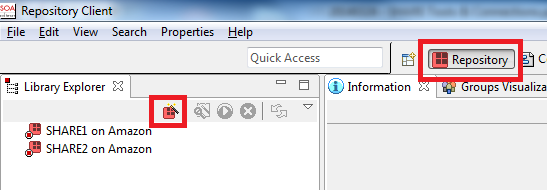 SOA
Repository Client
File Edit View Search Properties Help
Quick Access
Repository
Library Explorer
Information
Groups Visualiza
SHARE1 on Amazon
SHARE2 on Amazon